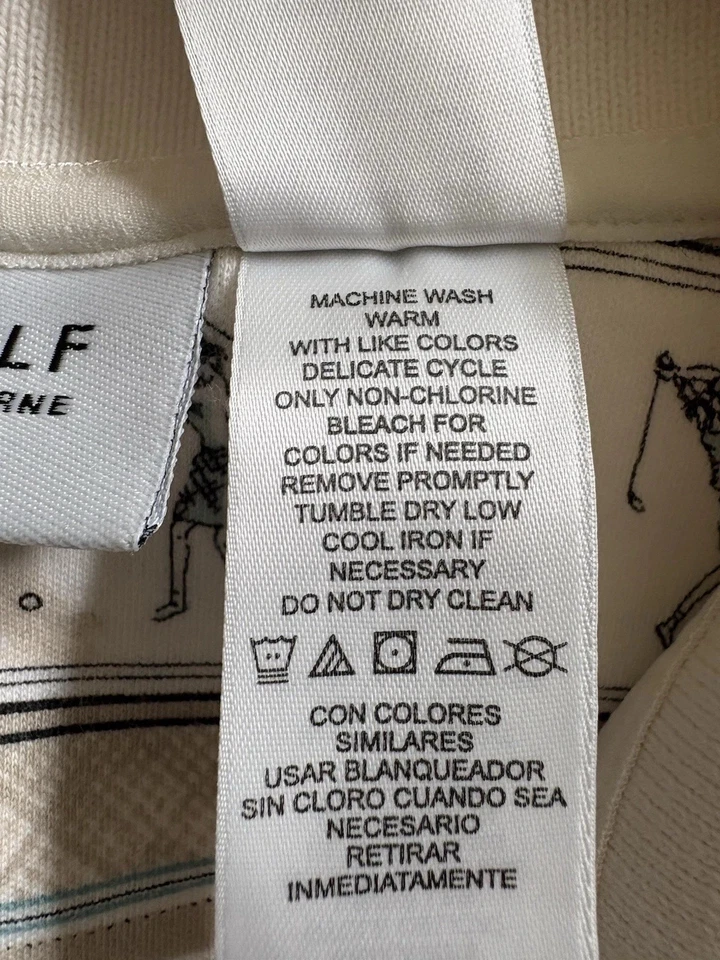 LF
RNE
MACHINE WASH
WARM
WITH LIKE COLORS
DELICATE CYCLE
ONLY NON-CHLORINE
BLEACH FOR
COLORS IF NEEDED
REMOVE PROMPTLY
TUMBLE DRY LOW
COOL IRON IF
NECESSARY
DO NOT DRY CLEAN
CON COLORES
SIMILARES
USAR BLANQUEADOR
SIN CLORO CUANDO SEA
NECESARIO
RETIRAR
INMEDIATAMENTE